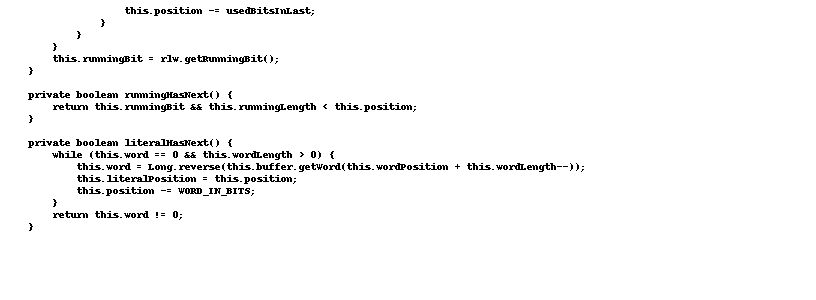 this.position -= usedBitsInLast;
}
}
}
this.runningBit = rlw.getRunningBit();
}
private boolean runningHasNext() {
return this.runningBit && this.runningLength < this.position;
}
private boolean literalHasNext() {
while (this.word == 0 && this.wordLength > 0) {
this.word = Long.reverse(this.buffer.getWord(this.wordPosition + this.wordLength--));
this.literalPosition = this.position;
this.position -= WORD_IN_BITS;
}
return this.word != 0;
}